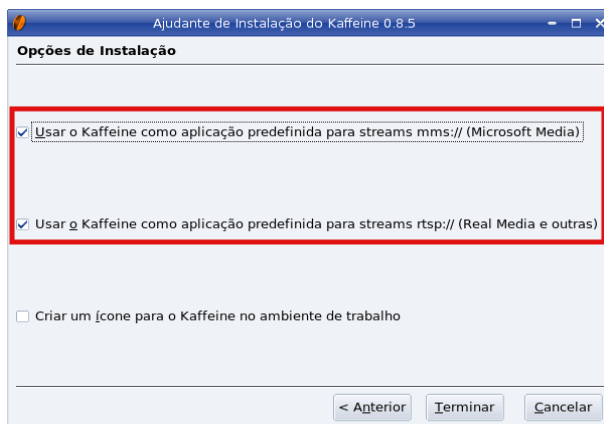 Ajudante de Instalação do Kaffeine 0.8.5
Opções de Instalação
Usar o Kaffeine como aplicação predefinida para streams mms:// (Microsoft Media)
Usar o Kaffeine como aplicação predefinida para streams rtsp:// (Real Media e outras)
Criar um ícone para o Kaffeine no ambiente de trabalho
< Anterior Terminar Cancelar